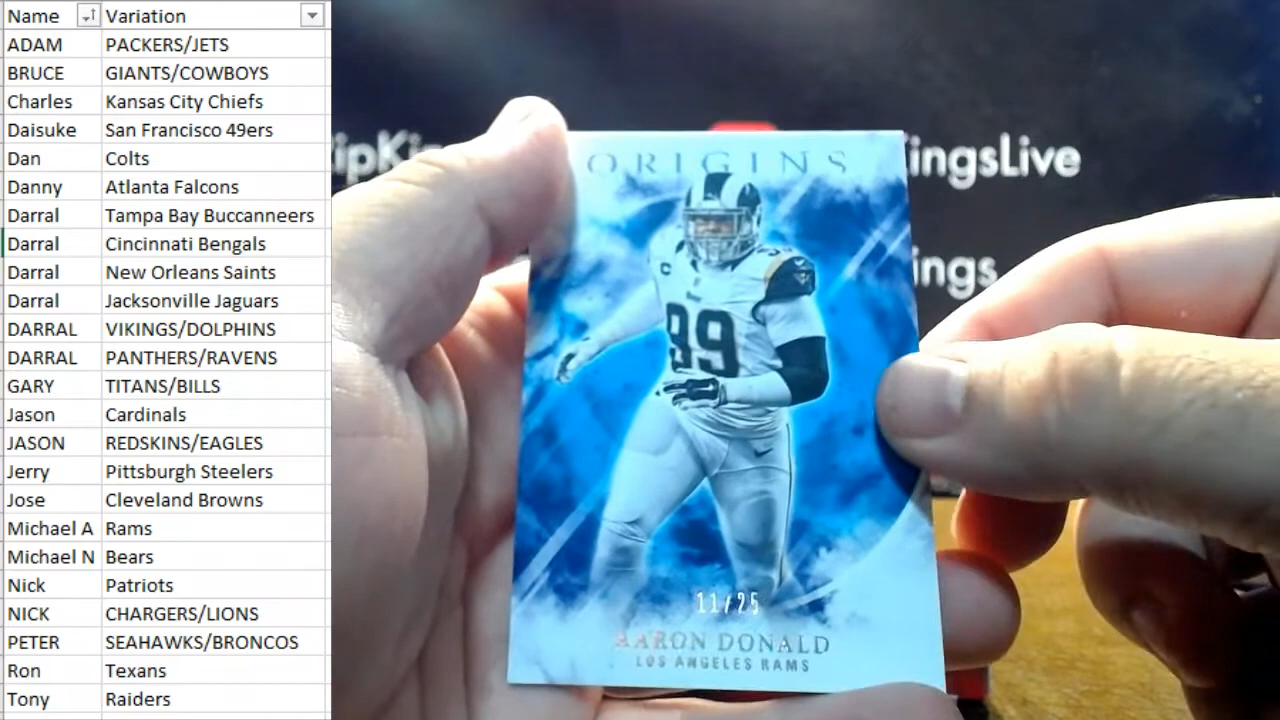 Name Variation
ADAM PACKERS/JETS
BRUCE GIANTS/COWBOYS
Charles Kansas City Chiefs
Daisuke San Francisco 49ers
Dan Colts
Danny Atlanta Falcons
Darral Tampa Bay Buccanneers
Darral Cincinnati Bengals
Darral New Orleans Saints
Darral Jacksonville Jaguars
DARRAL VIKINGS/DOLPHINS
DARRAL PANTHERS/RAVENS
GARY TITANS/BILLS
Jason Cardinals
JASON REDSKINS/EAGLES
Jerry Pittsburgh Steelers
Jose Cleveland Browns
Michael A Rams
Michael N Bears
Nick Patriots
NICK CHARGERS/LIONS
PETER SEAHAWKS/BRONCOS
Ron Texans
Tony Raiders
ipKi
ingsLive
ings
ORIGINS
99
99
C
11/25
AARON DONALD
LOS ANGELES RAMS